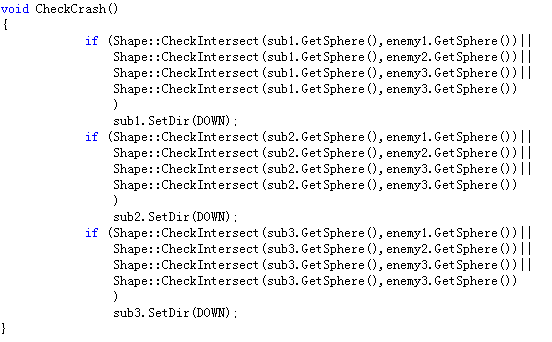 void CheckCrash()
{
if (Shape::CheckIntersect(sub1.GetSphere(),enemy1.GetSphere())||
Shape::CheckIntersect(sub1.GetSphere(),enemy2.GetSphere())||
Shape::CheckIntersect(sub1.GetSphere(),enemy3.GetSphere())||
Shape::CheckIntersect(sub1.GetSphere(),enemy3.GetSphere())
)
sub1.SetDir(DOWN);
if (Shape::CheckIntersect(sub2.GetSphere(),enemy1.GetSphere())||
Shape::CheckIntersect(sub2.GetSphere(),enemy2.GetSphere())||
Shape::CheckIntersect(sub2.GetSphere(),enemy3.GetSphere())||
Shape::CheckIntersect(sub2.GetSphere(),enemy3.GetSphere())
)
sub2.SetDir(DOWN);
if (Shape::CheckIntersect(sub3.GetSphere(),enemy1.GetSphere())||
Shape::CheckIntersect(sub3.GetSphere(),enemy2.GetSphere())||
Shape::CheckIntersect(sub3.GetSphere(),enemy3.GetSphere())||
Shape::CheckIntersect(sub3.GetSphere(),enemy3.GetSphere())
)
sub3.SetDir(DOWN);
}